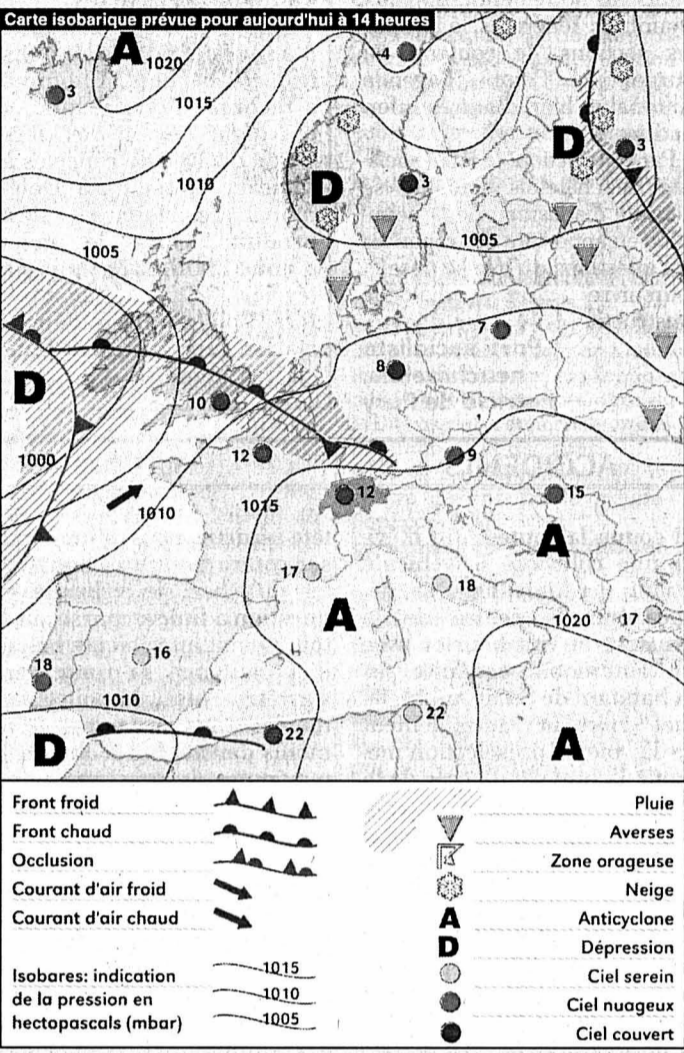 Carte isobarique prévue pour aujourd'hui à 14 heures
A
1020
4
3
1015
D
3
1010
D
3
1005
1005
7
D
8
10
1000
12
9
1015
12
15
1010
A
17
18
A
1020
17
16
18
1010
22
22
D
A
Front froid
Front chaud
Occlusion
Courant d'air froid
Courant d'air chaud
Isobares: indication
de la pression en
hectopascals (mbar)
1015
1010
1005
Pluie
Averses
Zone orageuse
Neige
A Anticyclone
D Dépression
Ciel serein
Ciel nuageux
Ciel couvert